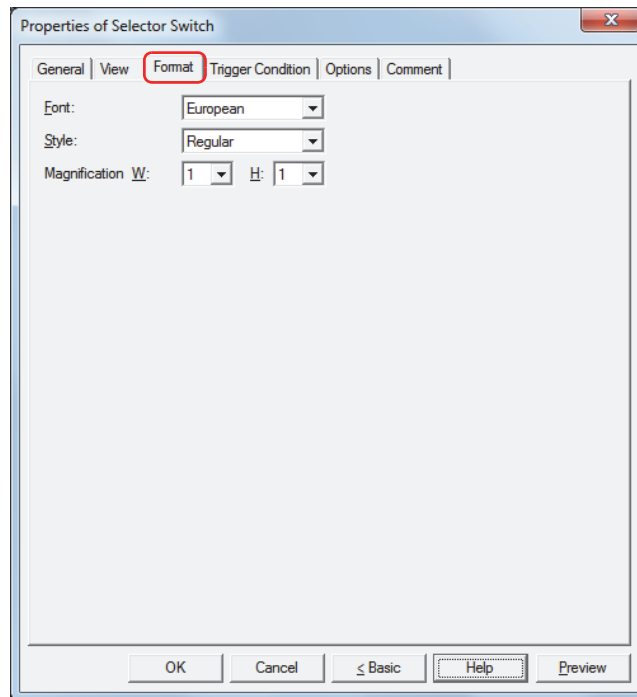 Properties of Selector Switch
General View Format Trigger Condition Options Comment
Font: European
Style: Regular
Magnification W: 1 H: 1
OK Cancel < Basic Help Preview